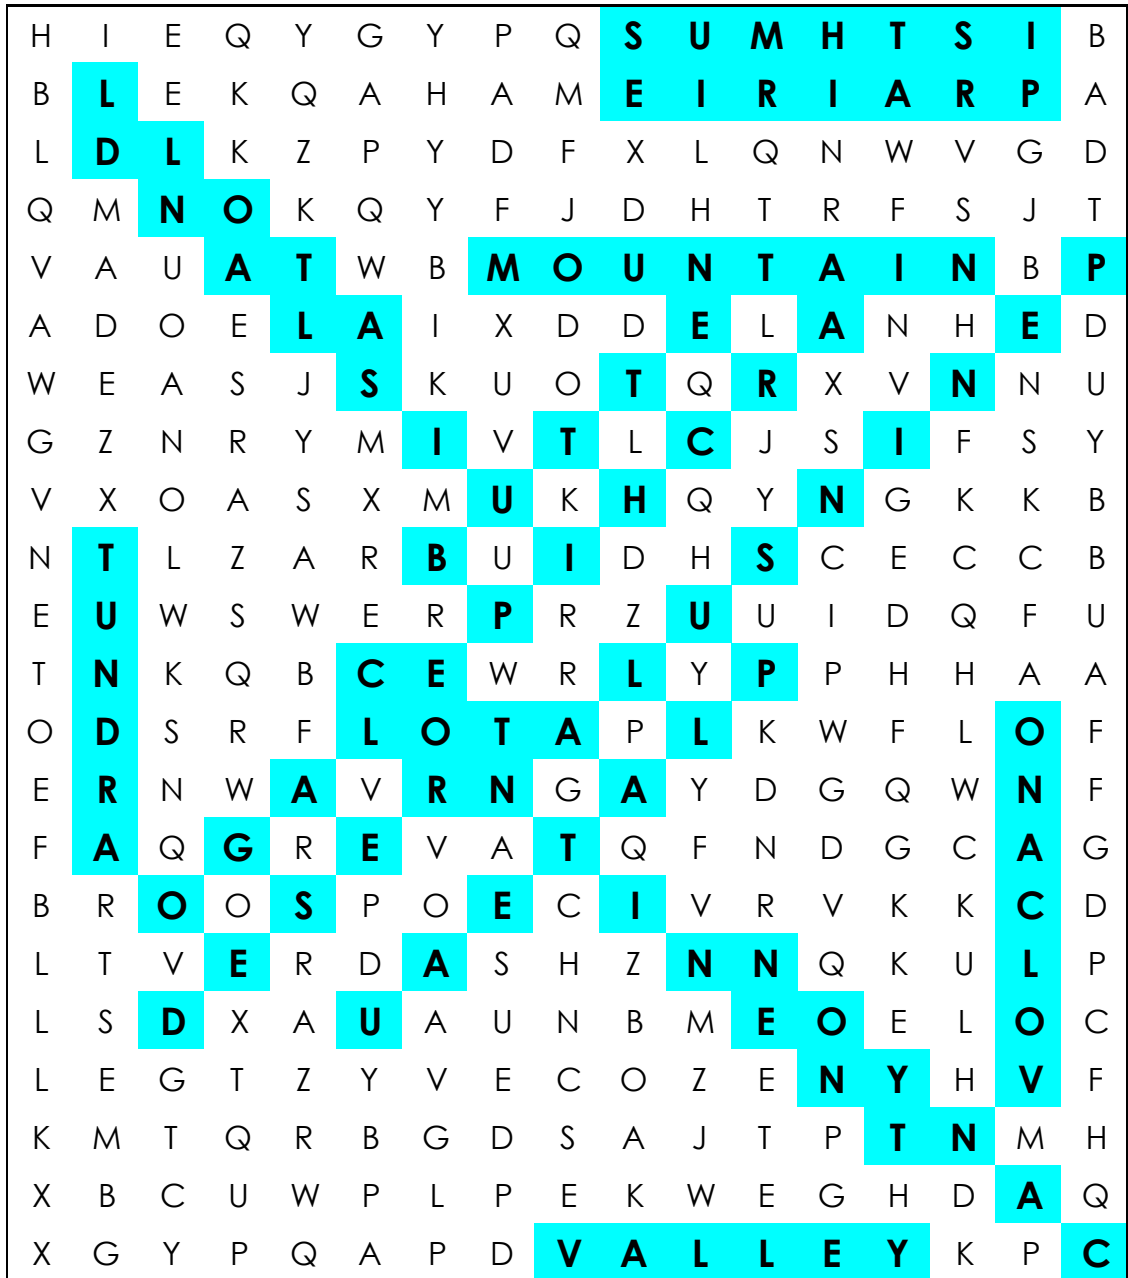 H I E Q Y G Y P Q S U M H T S I B
B L E K Q A H A M E I R I A R P A
L D L K Z P Y D F X L Q N W V G D
Q M N O K Q Y F J D H T R F S J T
V A U A T W B M O U N T A I N B P
A D O E L A I X D D E L A N H E D
W E A S J S K U O T Q R X V N N U
G Z N R Y M I V T L C J S I F S Y
V X O A S X M U K H Q Y N G K K B
N T L Z A R B U I D H S C E C C B
E U W S W E R P R Z U U I D Q F U
T N K Q B C E W R L Y P P H H A A
O D S R F L O T A P L K W F L O F
E R N W A V R N G A Y D G Q W N F
F A Q G R E V A T Q F N D G C A G
B R O O S P O E C I V R V K K C D
L T V E R D A S H Z N N Q K U L P
L S D X A U A U N B M E O E L O C
L E G T Z Y V E C O Z E N Y H V F
K M T Q R B G D S A J T P T N M H
X B C U W P L P E K W E G H D A Q
X G Y P Q A P D V A L L E Y K P C